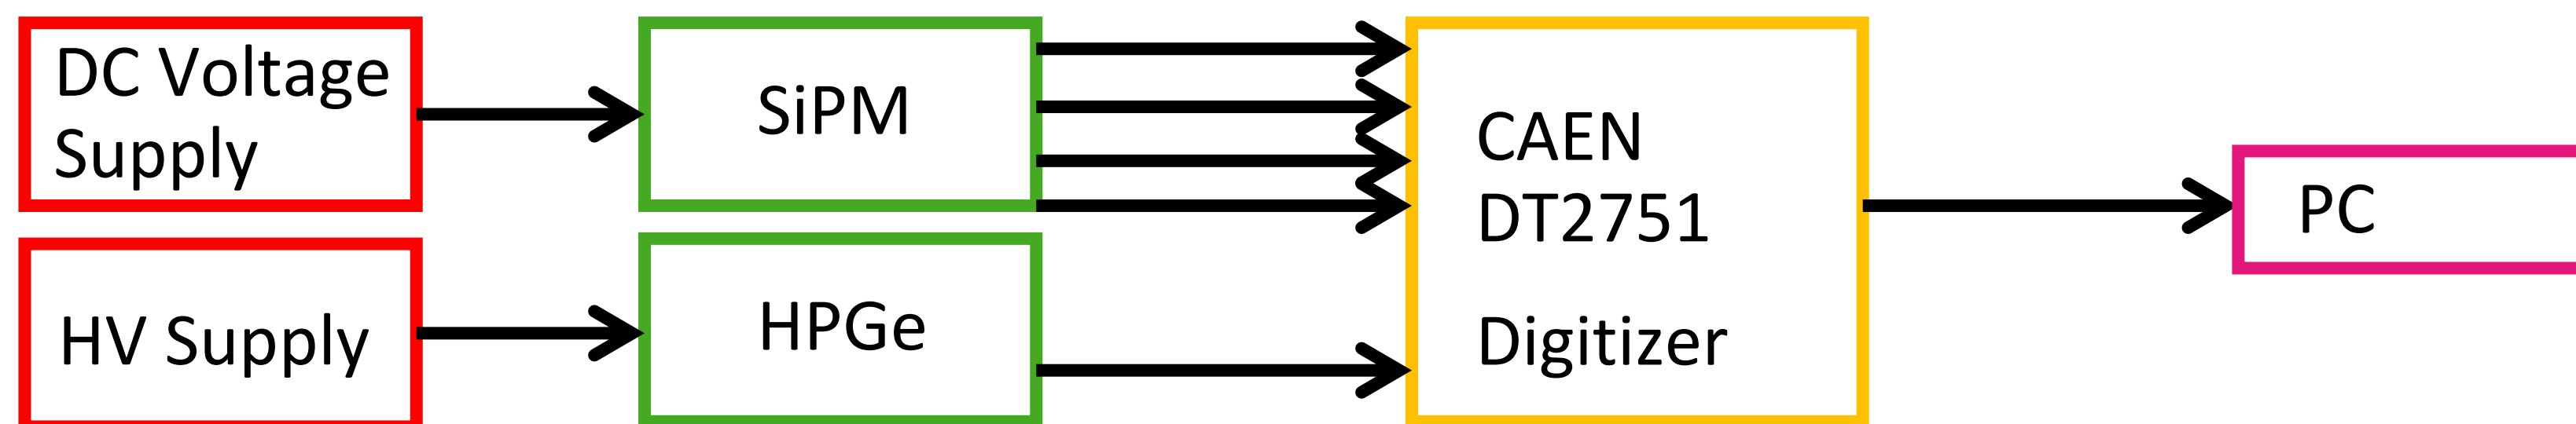 DC Voltage
Supply
SiPM
CAEN
DT2751
Digitizer
PC
HV Supply
HPGe